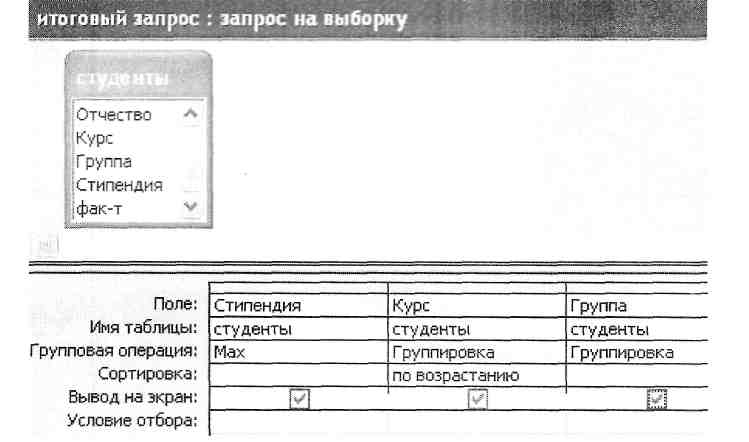 итоговый запрос : запрос на выборку
студенты
Отчество
Курс
Группа
Стипендия
фак-т
Поле: Стипендия Курс Группа
Имя таблицы: студенты студенты студенты
Групповая операция: Max Группировка Группировка
Сортировка: по возрастанию
Вывод на экран:
Условие отбора: